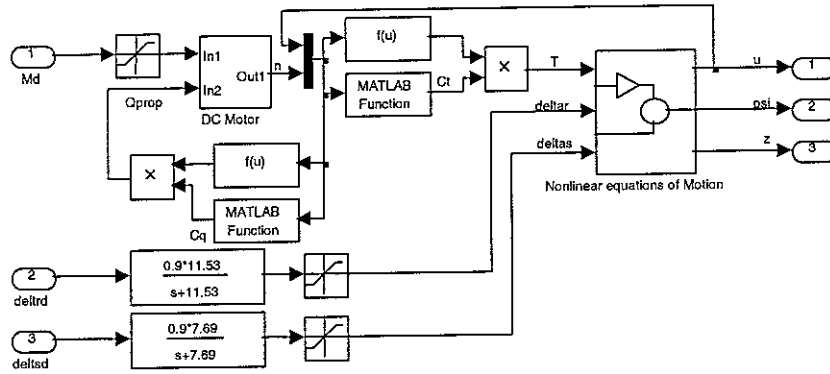 1
Md
In1
In2
Out1
DC Motor
Qprop
n
f(u)
MATLAB
Function
Ct
×
T
deltar
deltas
u
1
psi
2
z
3
Nonlinear equations of Motion
×
f(u)
MATLAB
Function
Cq
2
deltrd
0.9*11.53
s+11.53
3
deltsd
0.9*7.69
s+7.69